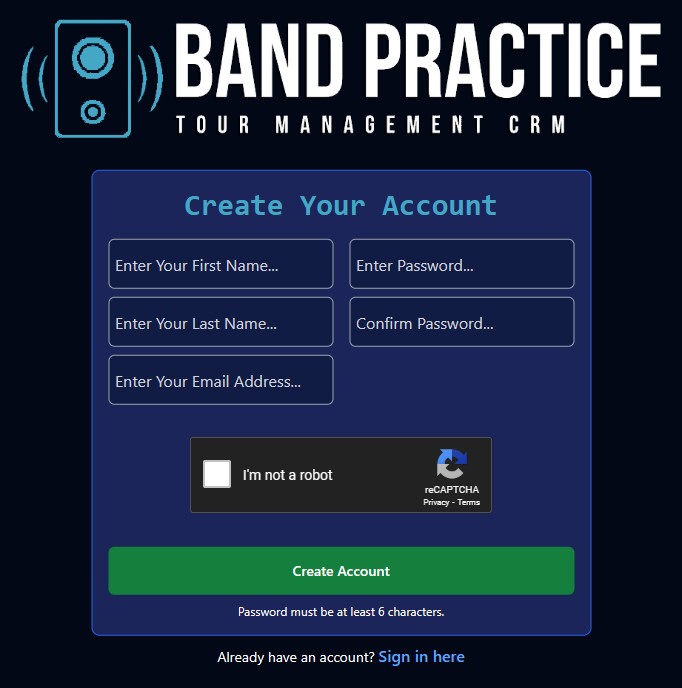 BAND PRACTICE
TOUR MANAGEMENT CRM
Create Your Account
Enter Your First Name...
Enter Password...
Enter Your Last Name...
Confirm Password...
Enter Your Email Address...
I'm not a robot
reCAPTCHA
Privacy - Terms
Create Account
Password must be at least 6 characters.
Already have an account? Sign in here